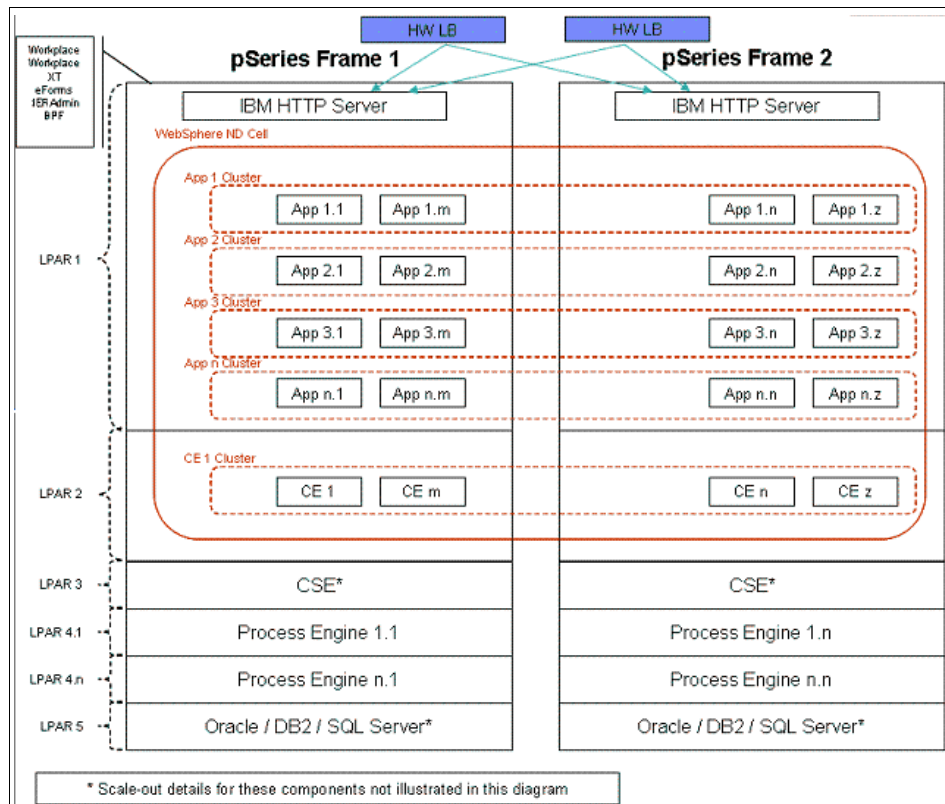 HW LB
HW LB
Workplace
Workplace
XT
eForms
IER Admin
BPF
pSeries Frame 1
pSeries Frame 2
IBM HTTP Server
IBM HTTP Server
WebSphere ND Cell
App 1 Cluster
App 1.1
App 1.m
App 1.n
App 1.z
App 2 Cluster
App 2.1
App 2.m
App 2.n
App 2.z
LPAR 1
App 3 Cluster
App 3.1
App 3.m
App 3.n
App 3.z
App n Cluster
App n.1
App n.m
App n.n
App n.z
CE 1 Cluster
LPAR 2
CE 1
CE m
CE n
CE z
LPAR 3
CSE*
CSE*
LPAR 4.1
Process Engine 1.1
Process Engine 1.n
LPAR 4.n
Process Engine n.1
Process Engine n.n
LPAR 5
Oracle / DB2 / SQL Server*
Oracle / DB2 / SQL Server*
* Scale-out details for these components not illustrated in this diagram